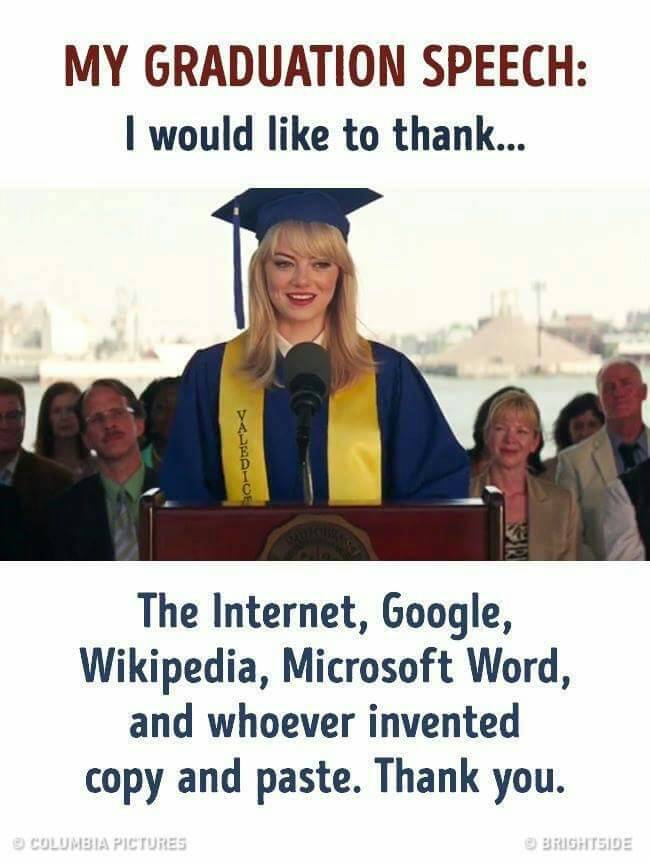 MY GRADUATION SPEECH:
I would like to thank...
VALEDICT
The Internet, Google,
Wikipedia, Microsoft Word,
and whoever invented
copy and paste. Thank you.
© COLUMBIA PICTURES
© BRIGHTSIDE